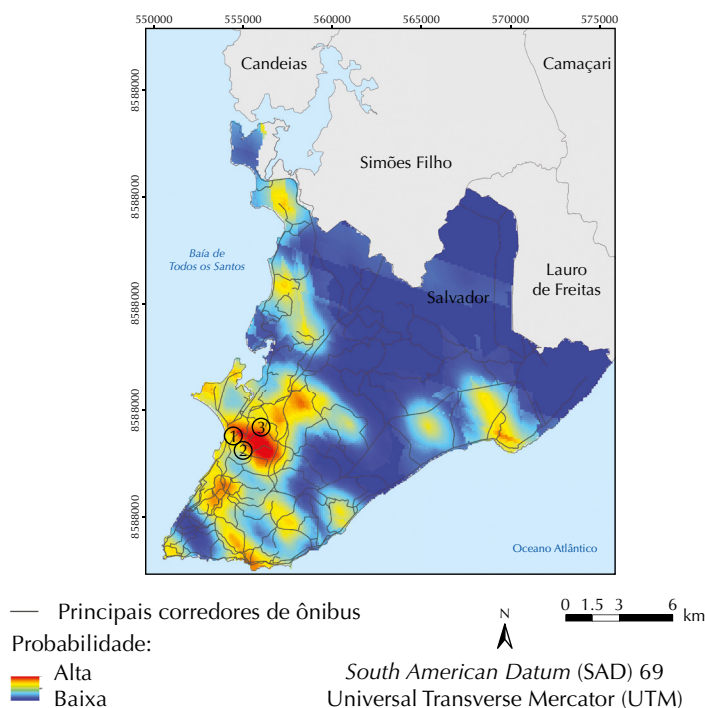 550000 555000 560000 565000 570000 575000
Candeias
Camaçari
8588000
Simões Filho
8588000
Baía de
Todos os Santos
Lauro
de Freitas
Salvador
8588000
8588000
3
1
2
8588000
Oceano Atlântico
Principais corredores de ônibus
Probabilidade:
Alta
Baixa
N
0 1.5 3 6 km
South American Datum (SAD) 69
Universal Transverse Mercator (UTM)